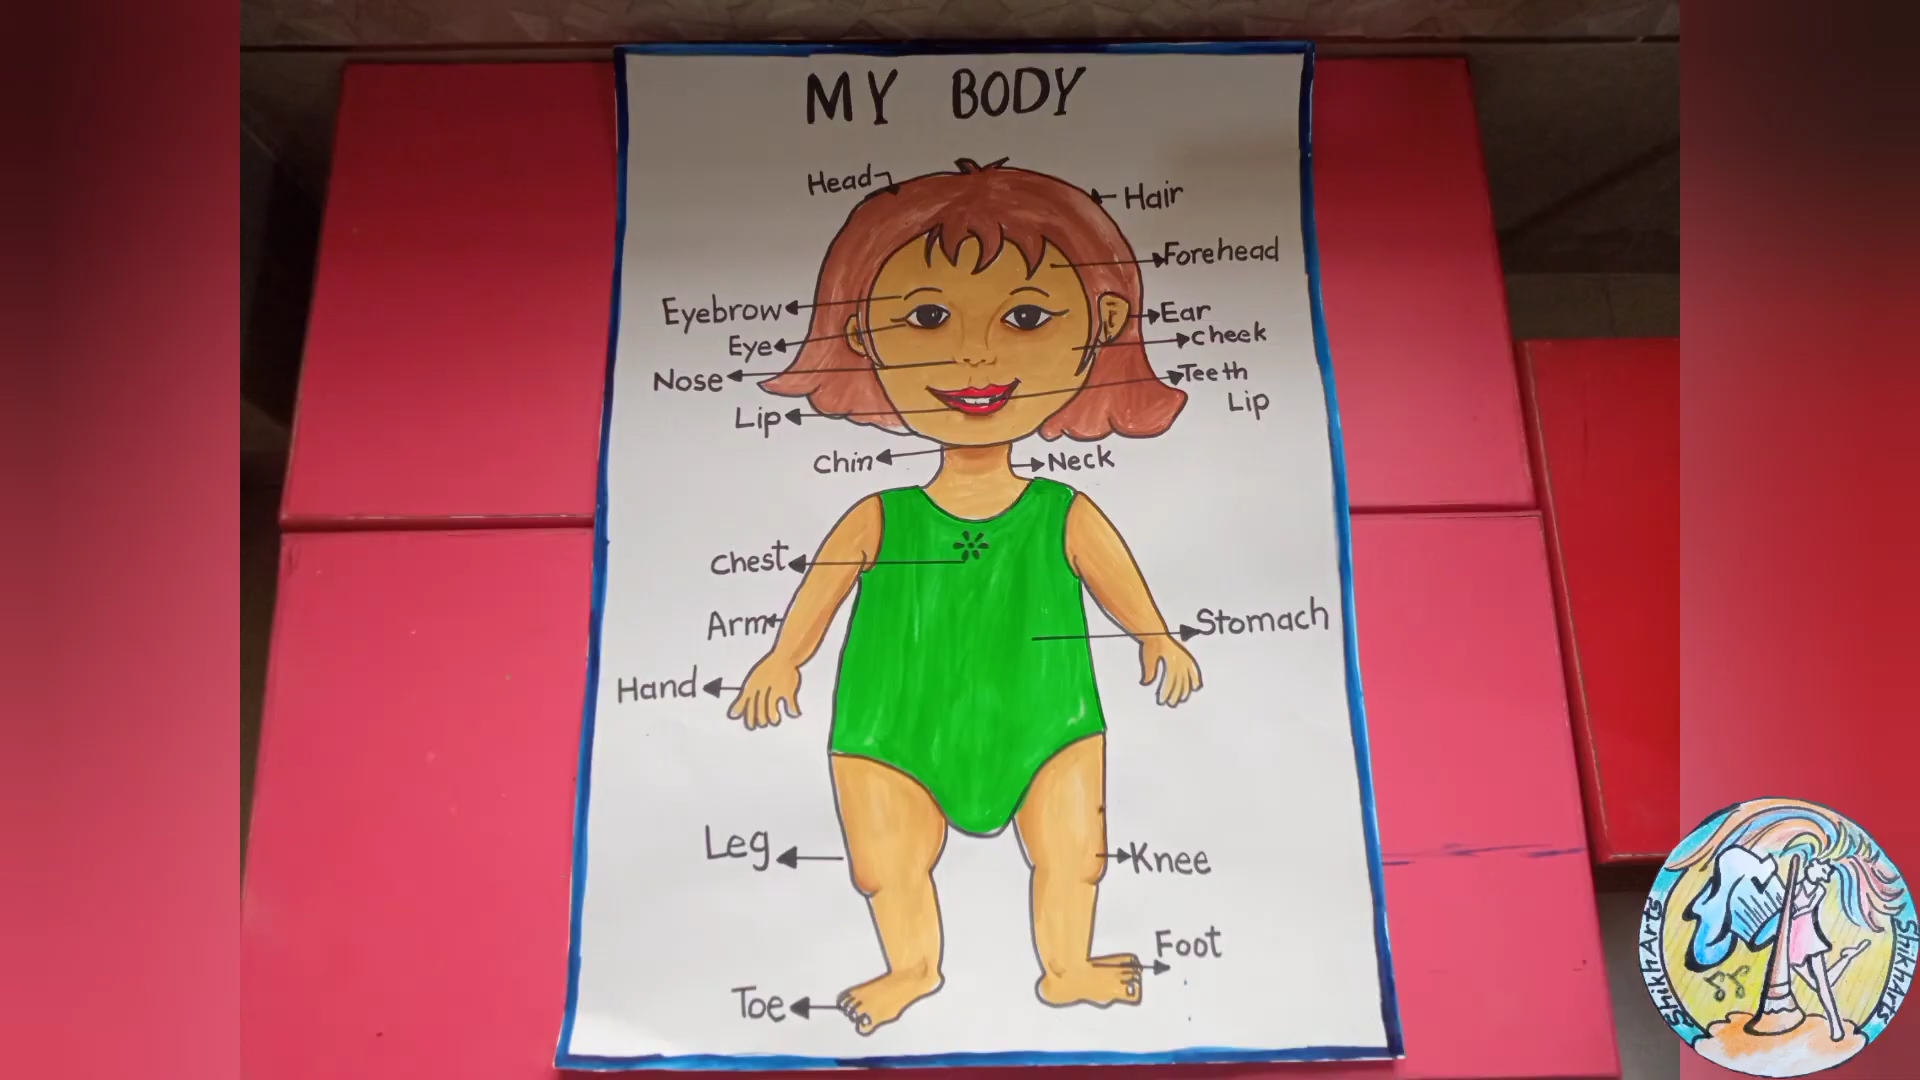 MY BODY
Head
Hair
Forehead
Eyebrow
Ear
Eye
cheek
Nose
Teeth
Lip
Lip
Chin
Neck
Chest
Arm
Stomach
Hand
Leg
Knee
Foot
Toe
ShikhArts
ShikhArts